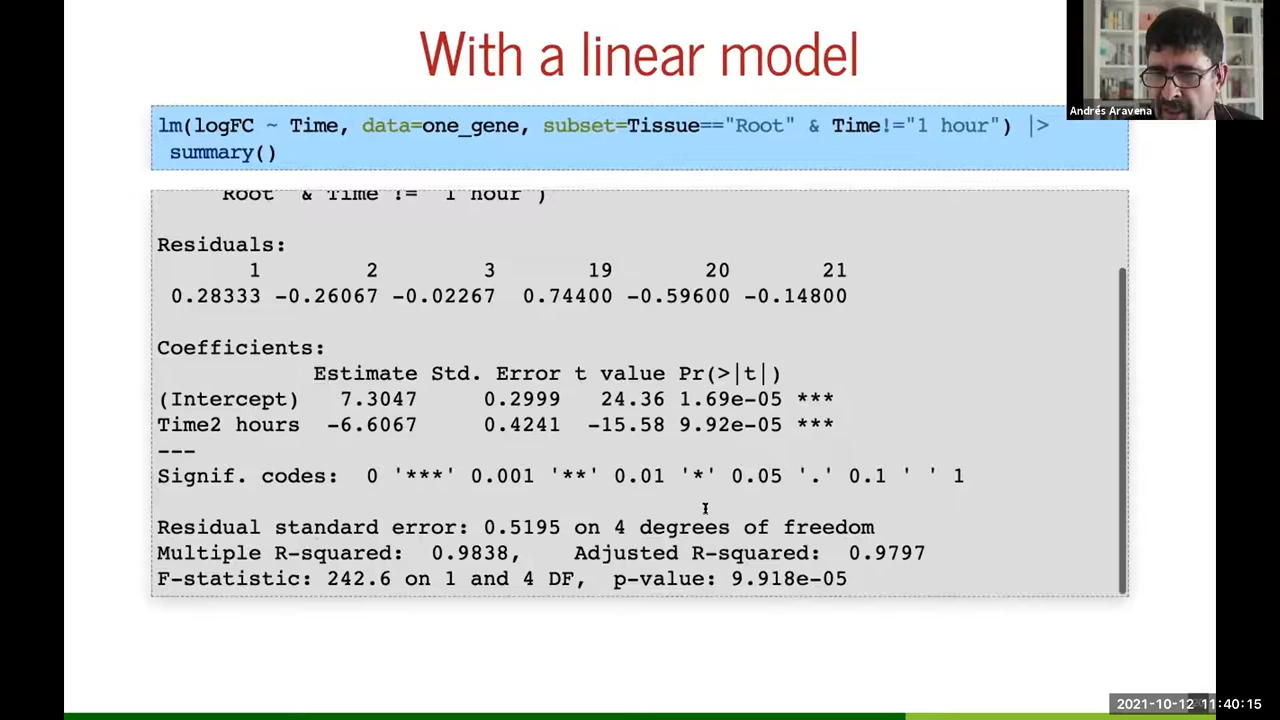 With a linear model
Andrés Aravena
lm(logFC ~ Time, data=one_gene, subset=Tissue=="Root" & Time!="1 hour") |>
summary()
Root & Time != 1 hour )
Residuals:
1 2 3 19 20 21
0.28333 -0.26067 -0.02267 0.74400 -0.59600 -0.14800
Coefficients:
Estimate Std. Error t value Pr(>|t|)
(Intercept) 7.3047 0.2999 24.36 1.69e-05 ***
Time2 hours -6.6067 0.4241 -15.58 9.92e-05 ***
---
Signif. codes: 0 '***' 0.001 '**' 0.01 '*' 0.05 '.' 0.1 ' ' 1
Residual standard error: 0.5195 on 4 degrees of freedom
Multiple R-squared: 0.9838, Adjusted R-squared: 0.9797
F-statistic: 242.6 on 1 and 4 DF, p-value: 9.918e-05
2021-10-12 11:40:15